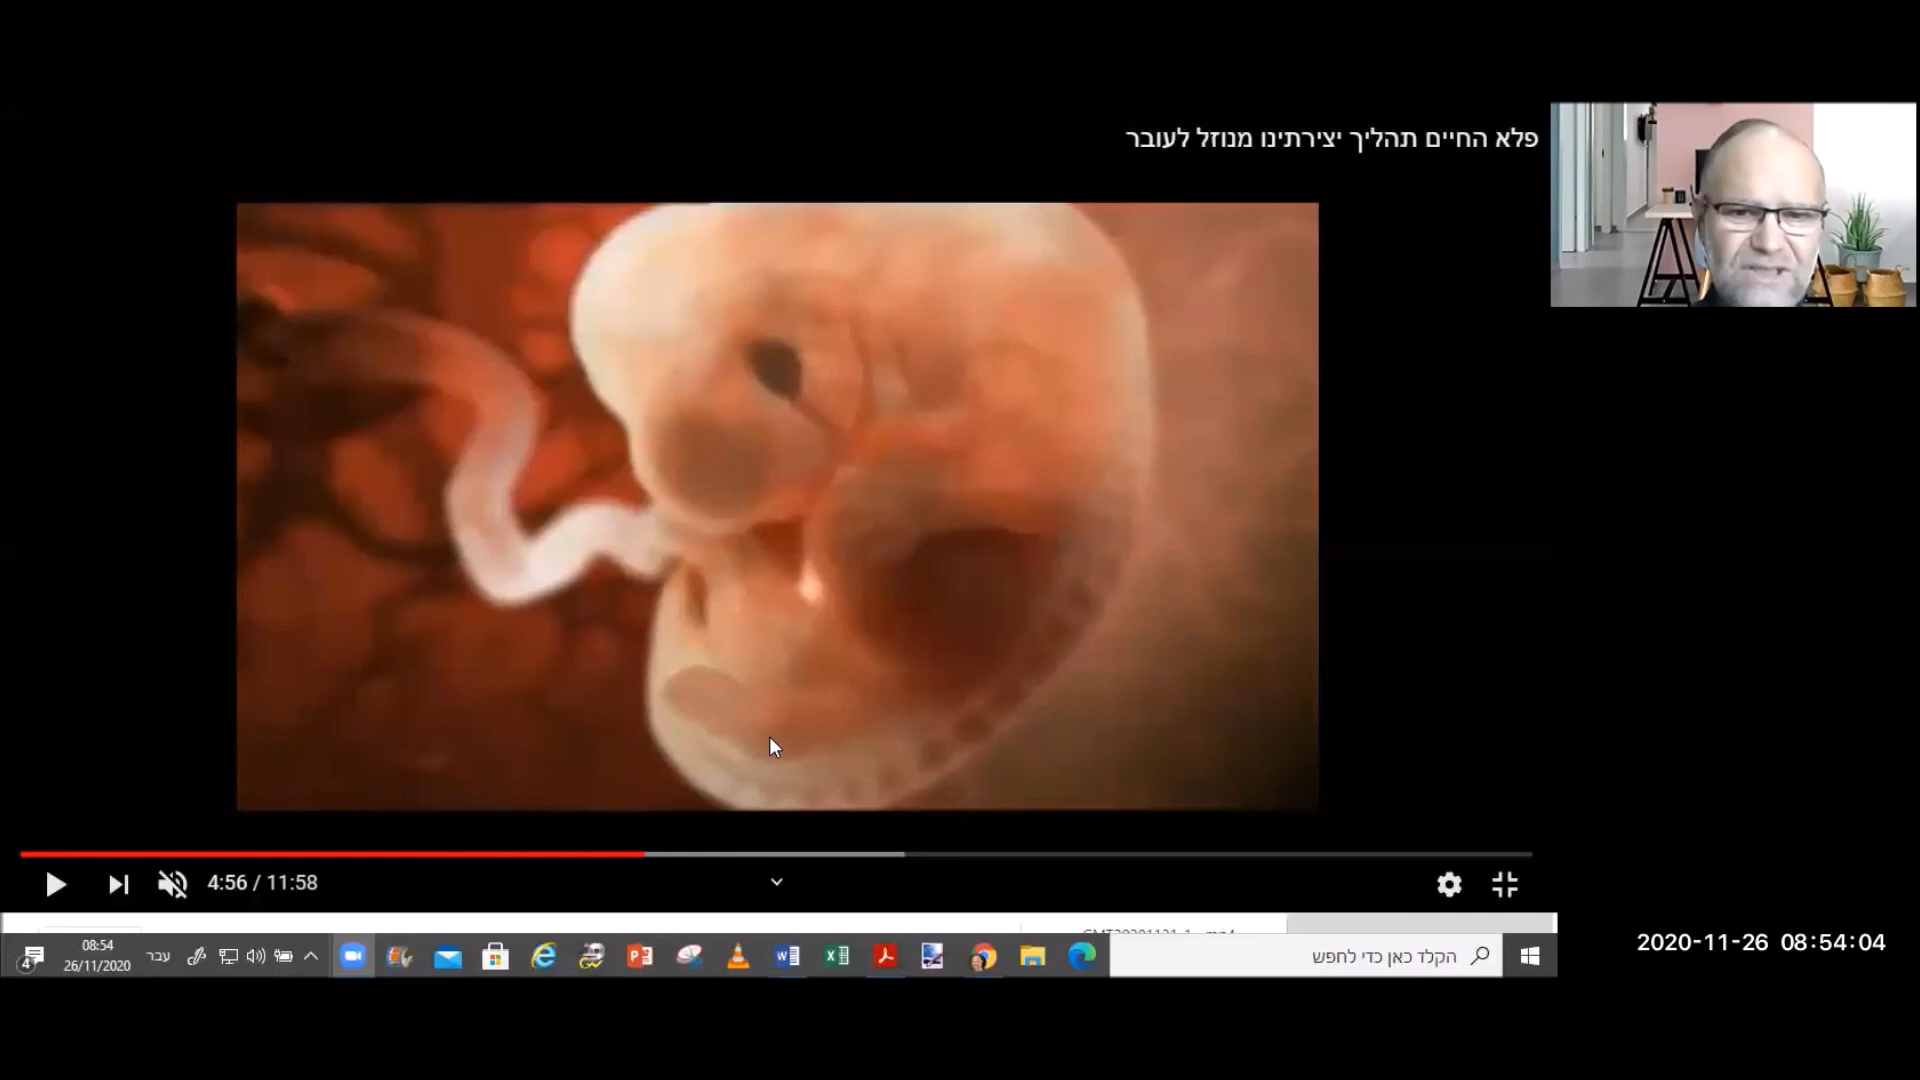 פלא החיים תהליך יצירתינו מנוזל לעובר
4:56 / 11:58
הקלד כאן כדי לחפש
עבר
08:54
26/11/2020
4
2020-11-26 08:54:04